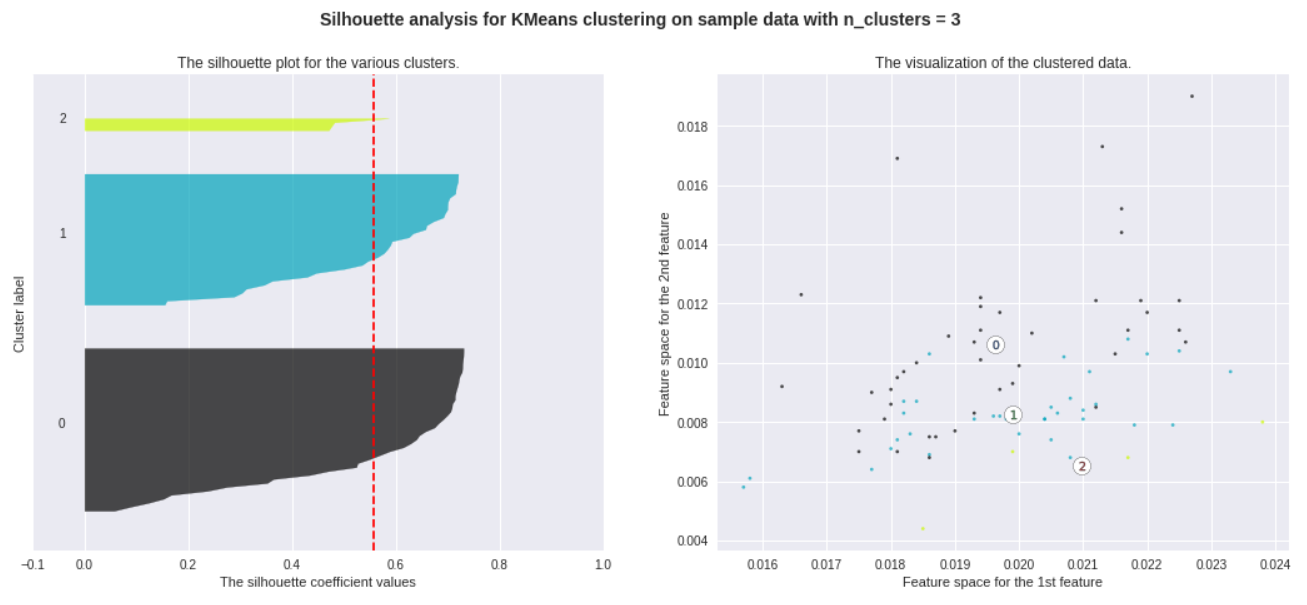 Silhouette analysis for KMeans clustering on sample data with n_clusters = 3
The silhouette plot for the various clusters.
Cluster label
2
1
0
−0.1 0.0 0.2 0.4 0.6 0.8 1.0
The silhouette coefficient values
The visualization of the clustered data.
Feature space for the 2nd feature
0.018
0.016
0.014
0.012
0.010
0.008
0.006
0.004
0
1
2
0.016 0.017 0.018 0.019 0.020 0.021 0.022 0.023 0.024
Feature space for the 1st feature